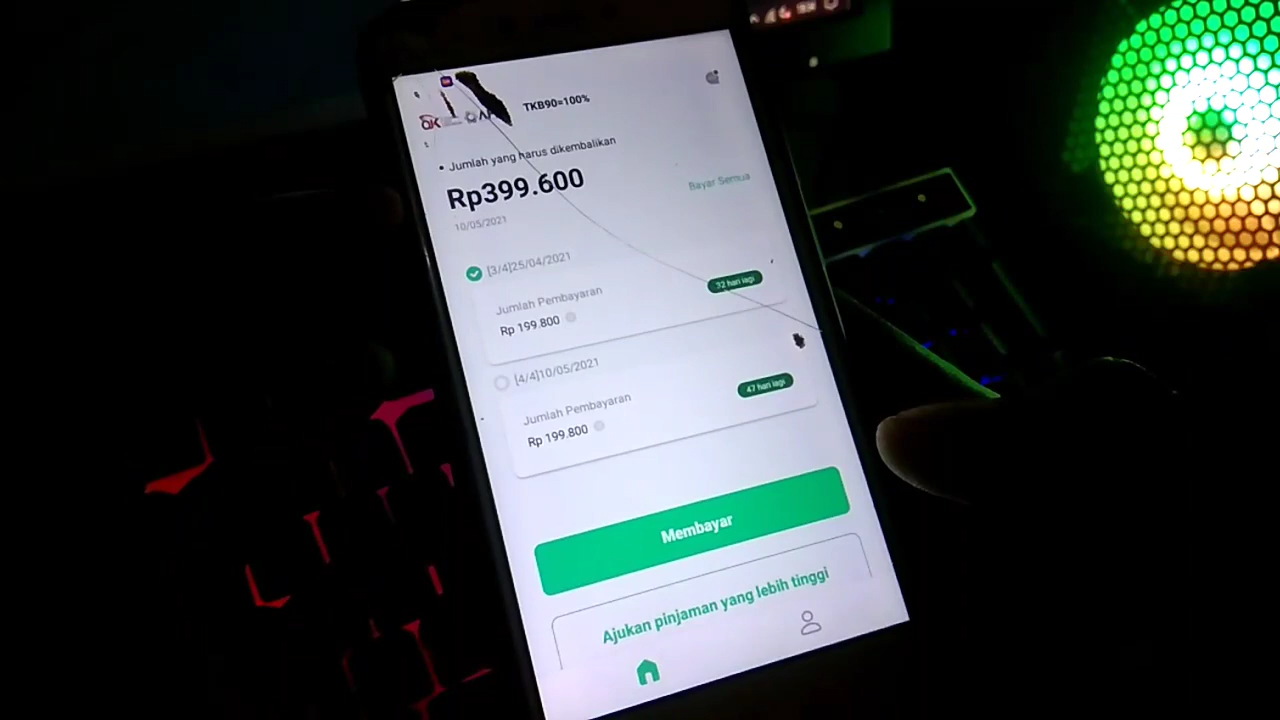 TKB90=100%
• Jumlah yang harus dikembalikan
Rp399.600
Bayar Semua
10/05/2021
[3/4]25/04/2021
Jumlah Pembayaran
32 hari lagi
Rp 199.800
[4/4]10/05/2021
Jumlah Pembayaran
47 hari lagi
Rp 199.800
Membayar
Ajukan pinjaman yang lebih tinggi